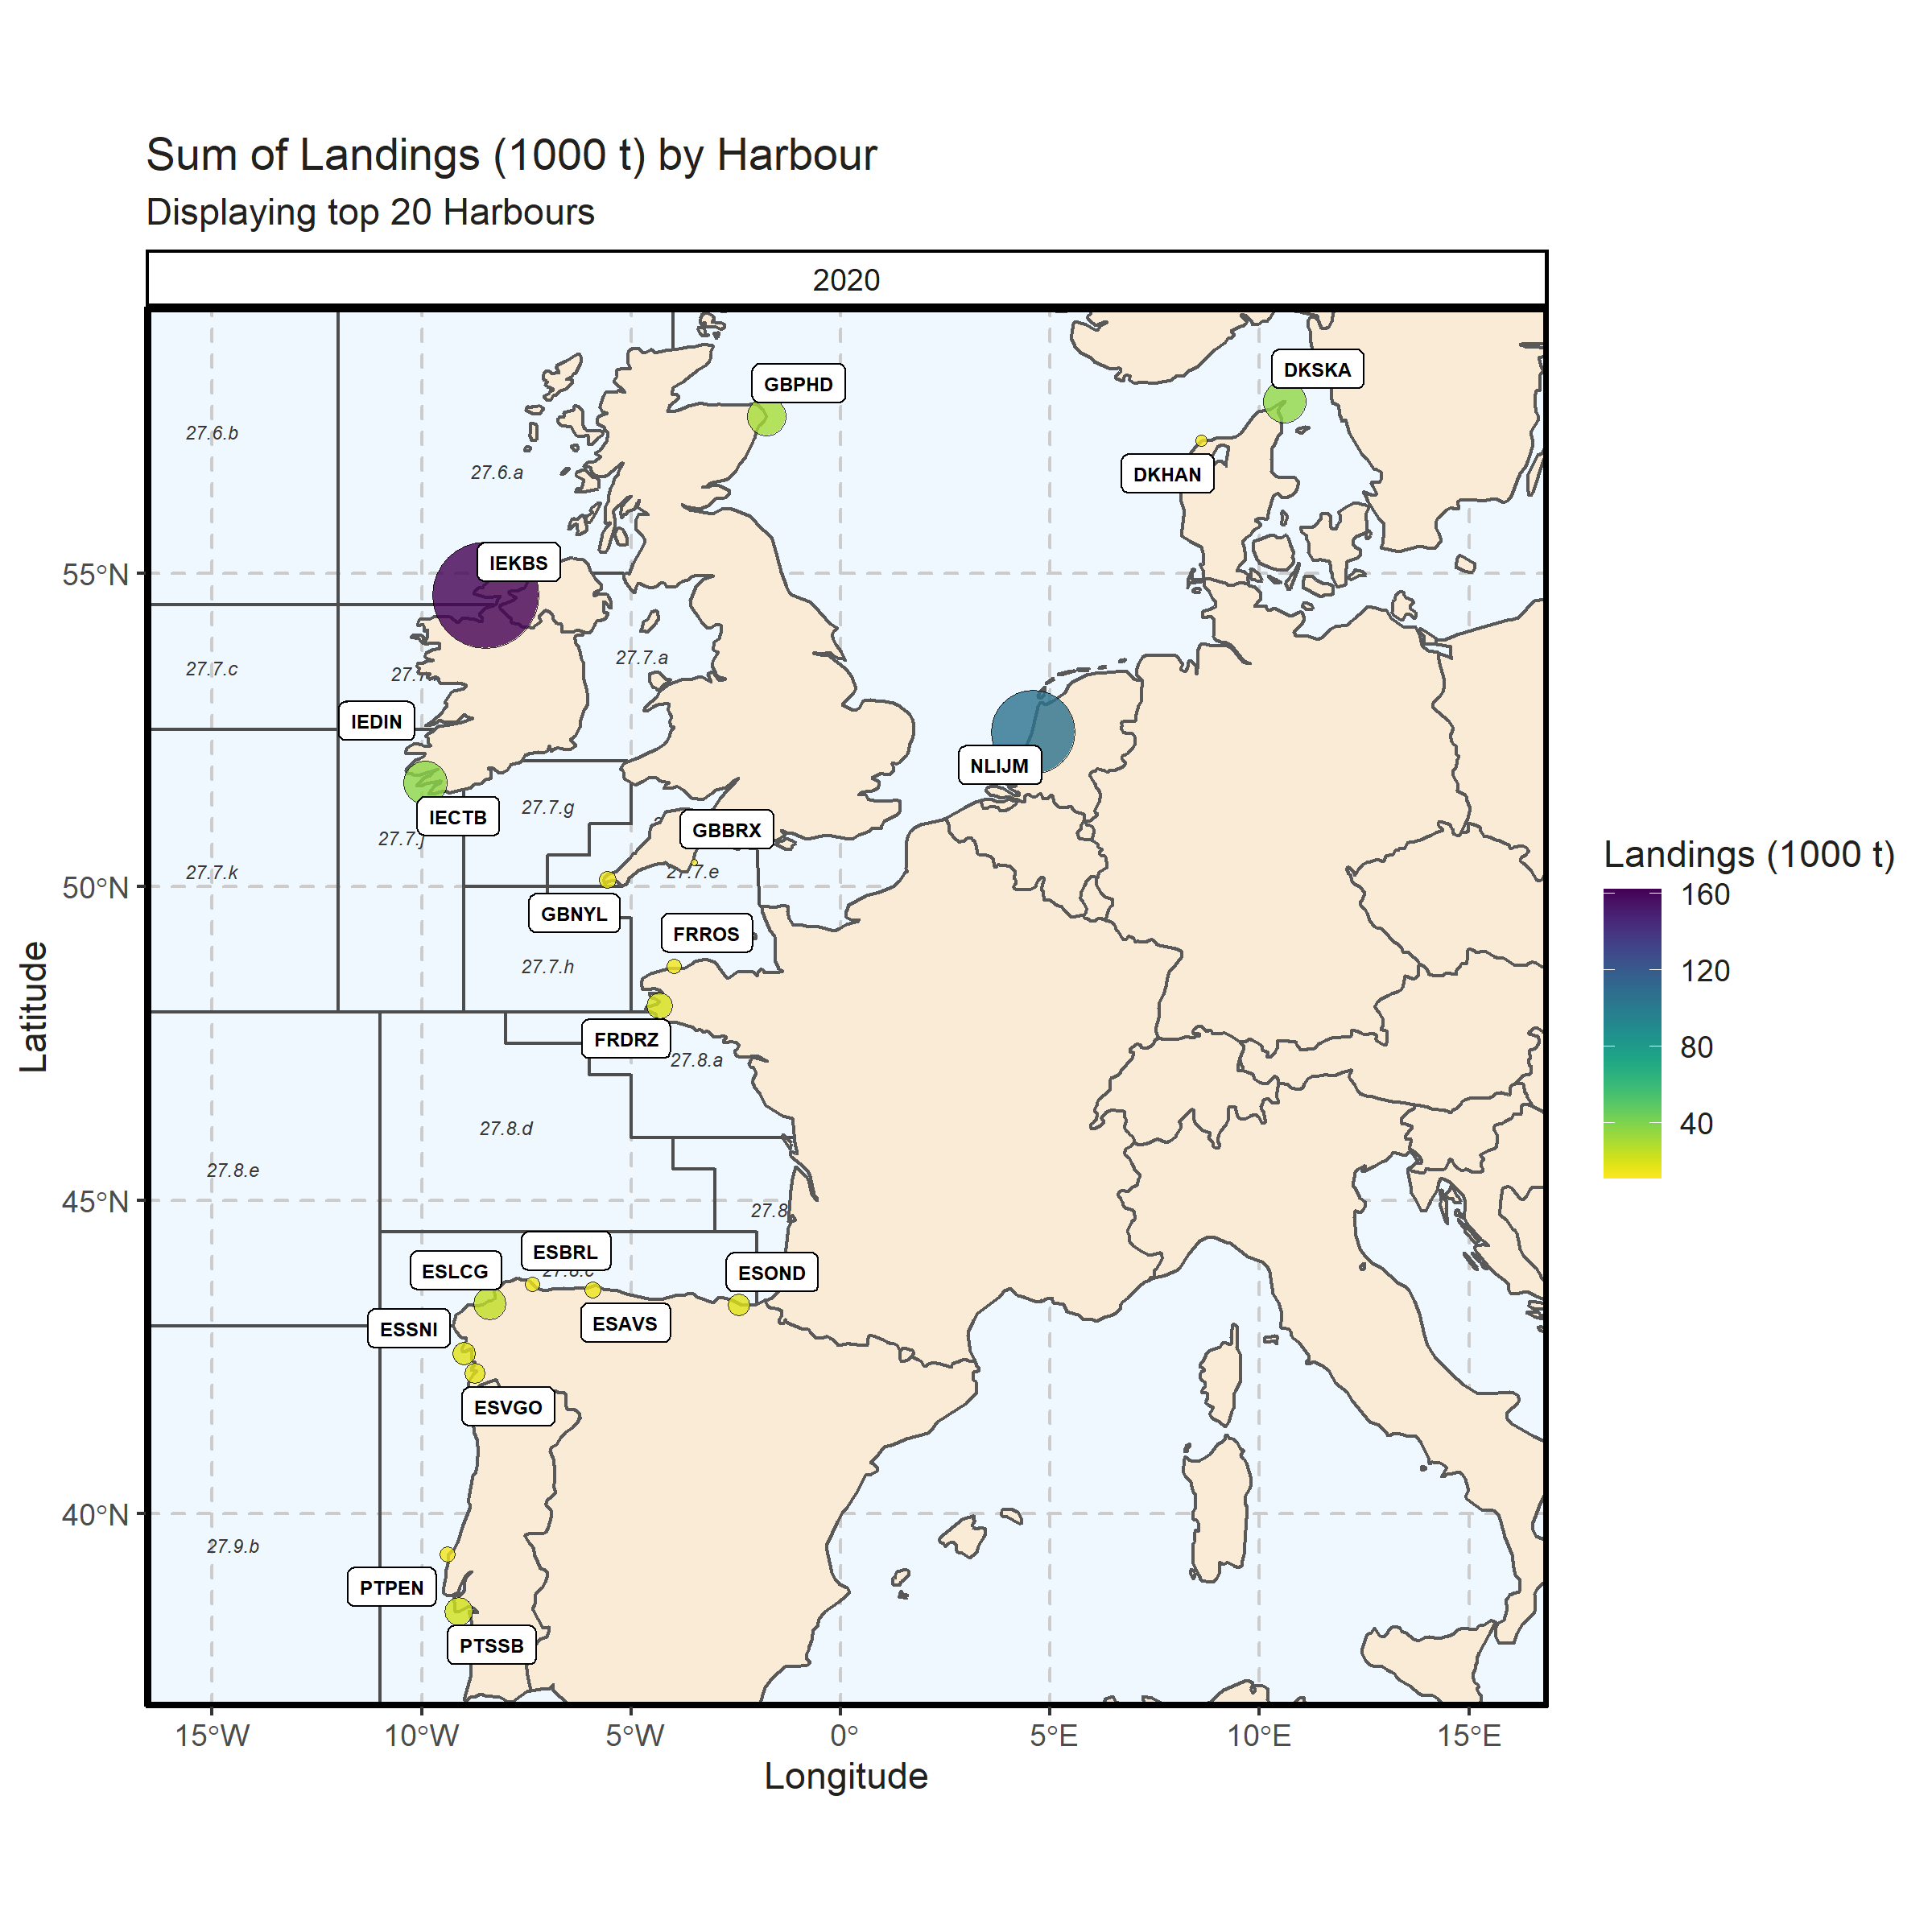 Sum of Landings (1000 t) by Harbour
Displaying top 20 Harbours
2020
DKSKA
GBPHD
27.6.b
27.6.a
DKHAN
IEKBS
55°N
27.7.a
27.7.c
IEDIN
NLIJM
IECTB
27.7.g
GBBRX
27.7.j
27.7.k
50°N
GBNYL
FRROS
27.7.h
FRDRZ
27.8.a
27.8.d
27.8.e
45°N
ESBRL
ESLCG
ESOND
ESAVS
ESSNI
ESVGO
40°N
27.9.b
PTPEN
PTSSB
15°W
10°W
5°W
0°
5°E
10°E
15°E
Longitude
Latitude
Landings (1000 t)
160
120
80
40